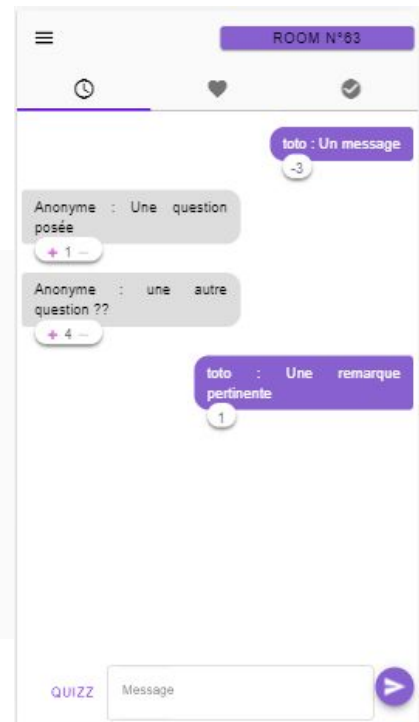 ROOM N°63
toto : Un message
-3
Anonyme : Une question
posée
+ 1 −
Anonyme : une autre
question ??
+ 4 −
toto : Une remarque
pertinente
1
QUIZZ Message